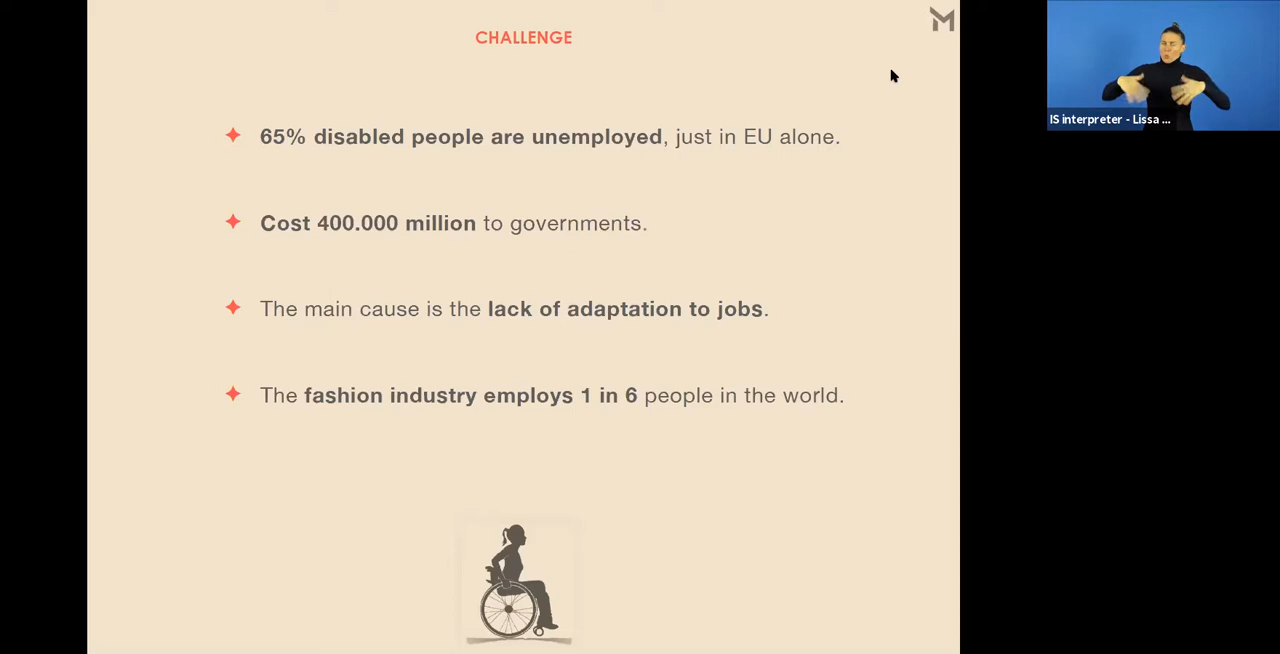 CHALLENGE
65% disabled people are unemployed, just in EU alone.
Cost 400.000 million to governments.
The main cause is the lack of adaptation to jobs.
The fashion industry employs 1 in 6 people in the world.
IS interpreter - Lissa ...